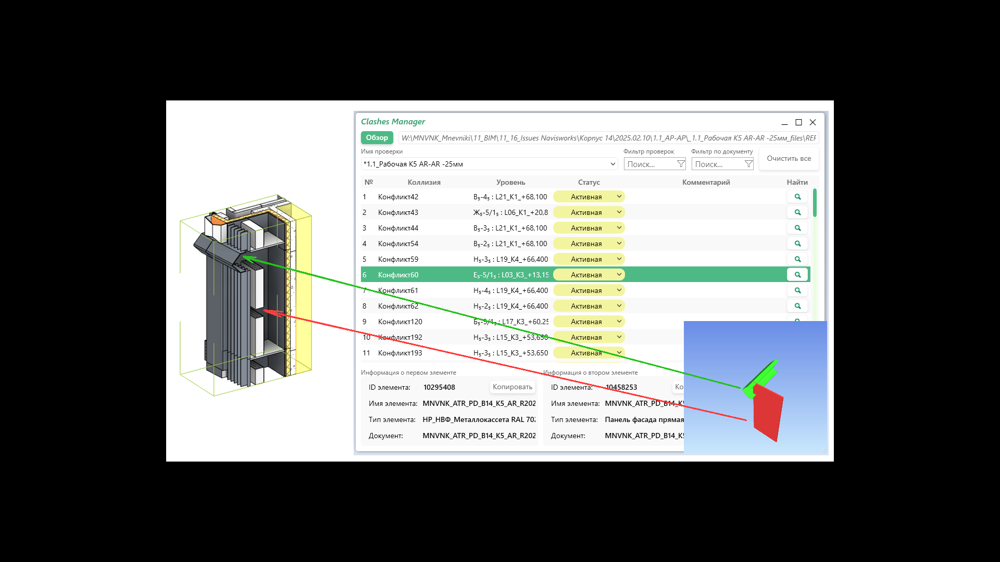 Clashes Manager
Обзор W:\MNVNK_Mnevniki\11_BIM\11_16_Issues Navisworks\Корпус 14\2025.02.10\1.1_AP-AP\_1.1_Рабочая К5 AR-AR -25мм_files\REF
Имя проверки Фильтр проверок Фильтр по документу
*1.1_Рабочая К5 AR-AR -25мм Поиск... Поиск... Очистить все
№ Коллизия Уровень Статус Комментарий Найти
1 Конфликт42 В₅-4₅ : L21_K1_+68,100 Активная
2 Конфликт43 Ж₅-5/1₅ : L06_K1_+20,8 Активная
3 Конфликт44 В₅-3₅ : L21_K1_+68,100 Активная
4 Конфликт54 В₅-2₅ : L21_K1_+68,100 Активная
5 Конфликт59 Н₅-3₅ : L19_K4_+66,400 Активная
6 Конфликт60 Е₅-5/1₅ : L03_K3_+13,15 Активная
7 Конфликт61 Н₅-4₅ : L19_K4_+66,400 Активная
8 Конфликт62 Н₅-2₅ : L19_K4_+66,400 Активная
9 Конфликт120 Б₅-5/1₅ : L17_K3_+60,25 Активная
10 Конфликт192 Н₅-3₅ : L15_K3_+53,650 Активная
11 Конфликт193 Н₅-3₅ : L15_K3_+53,650 Активная
Информация о первом элементе Информация о втором элементе
ID элемента: 10295408 Копировать ID элемента: 10458253 Ко
Имя элемента: MNVNK_ATR_PD_B14_K5_AR_R202 Имя элемента: MNVNK_ATR_PD_B14_K5
Тип элемента: НР_НВФ_Металлокассета RAL 702 Тип элемента: Панель фасада прямая
Документ: MNVNK_ATR_PD_B14_K5_AR_R202 Документ: MNVNK_ATR_PD_B14_K5